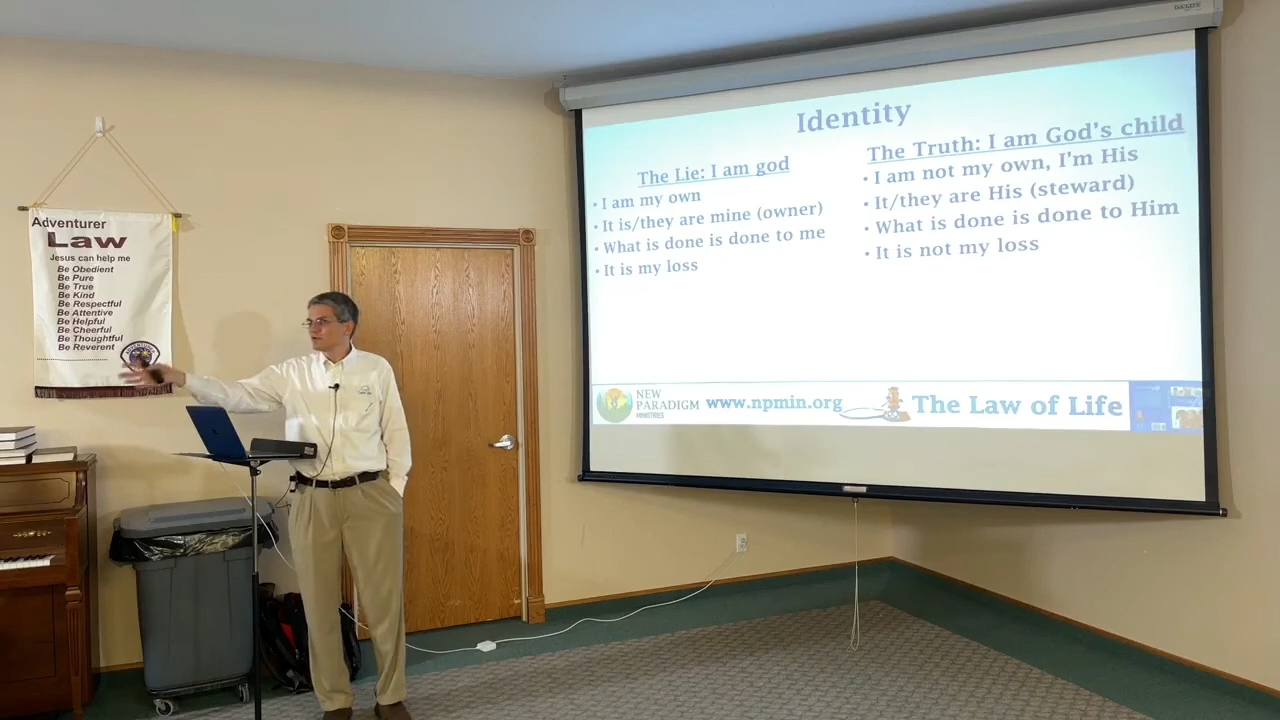 Adventurer
Law
Jesus can help me
Be Obedient
Be Pure
Be True
Be Kind
Be Respectful
Be Attentive
Be Helpful
Be Cheerful
Be Thoughtful
Be Reverent
Identity
The Lie: I am god
• I am my own
• It is/they are mine (owner)
• What is done is done to me
• It is my loss
The Truth: I am God's child
• I am not my own, I'm His
• It/they are His (steward)
• What is done is done to Him
• It is not my loss
NEW
PARADIGM
MINISTRIES
www.npmin.org
The Law of Life